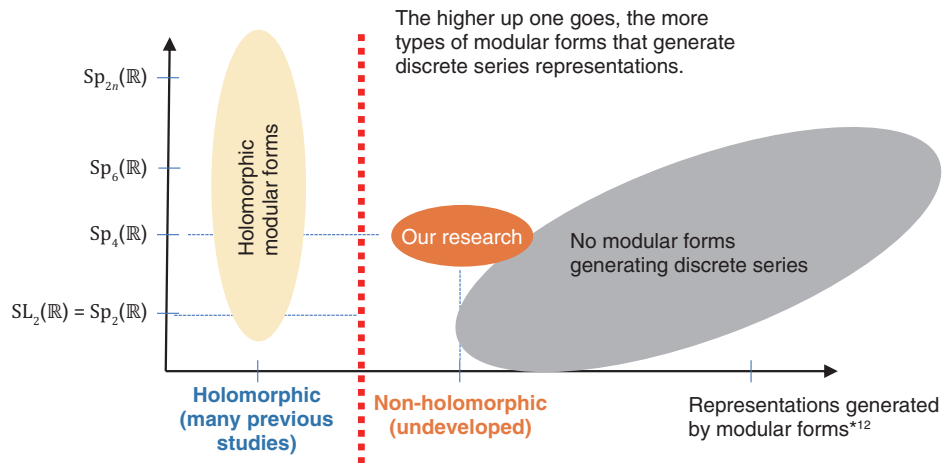 The higher up one goes, the more
types of modular forms that generate
discrete series representations.
Sp₂ₙ(ℝ)
Sp₆(ℝ)
Sp₄(ℝ)
SL₂(ℝ) = Sp₂(ℝ)
Holomorphic
modular forms
Our research
No modular forms
generating discrete series
Holomorphic
(many previous
studies)
Non-holomorphic
(undeveloped)
Representations generated
by modular forms*12